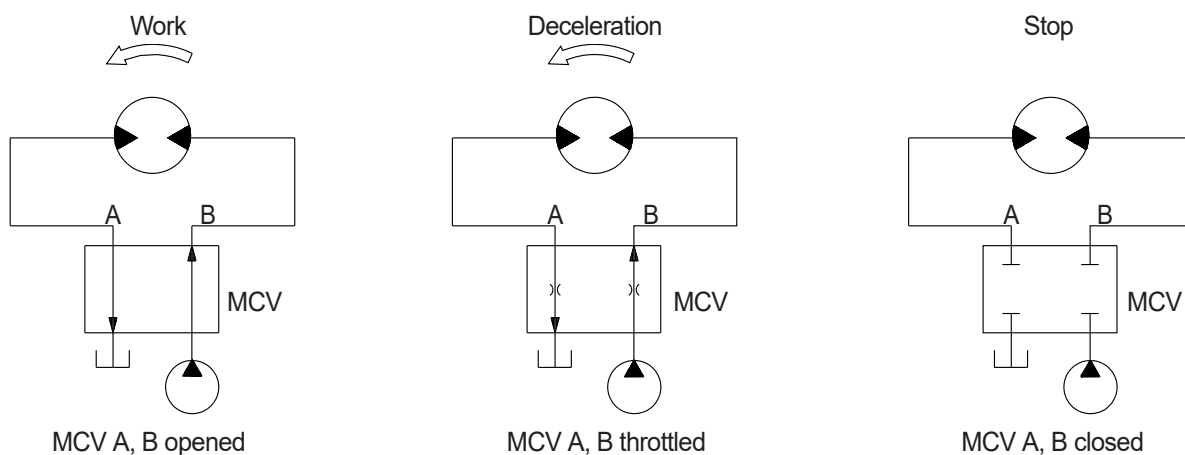 Work
Deceleration
Stop
A
B
A
B
A
B
MCV
MCV
MCV
MCV A, B opened
MCV A, B throttled
MCV A, B closed